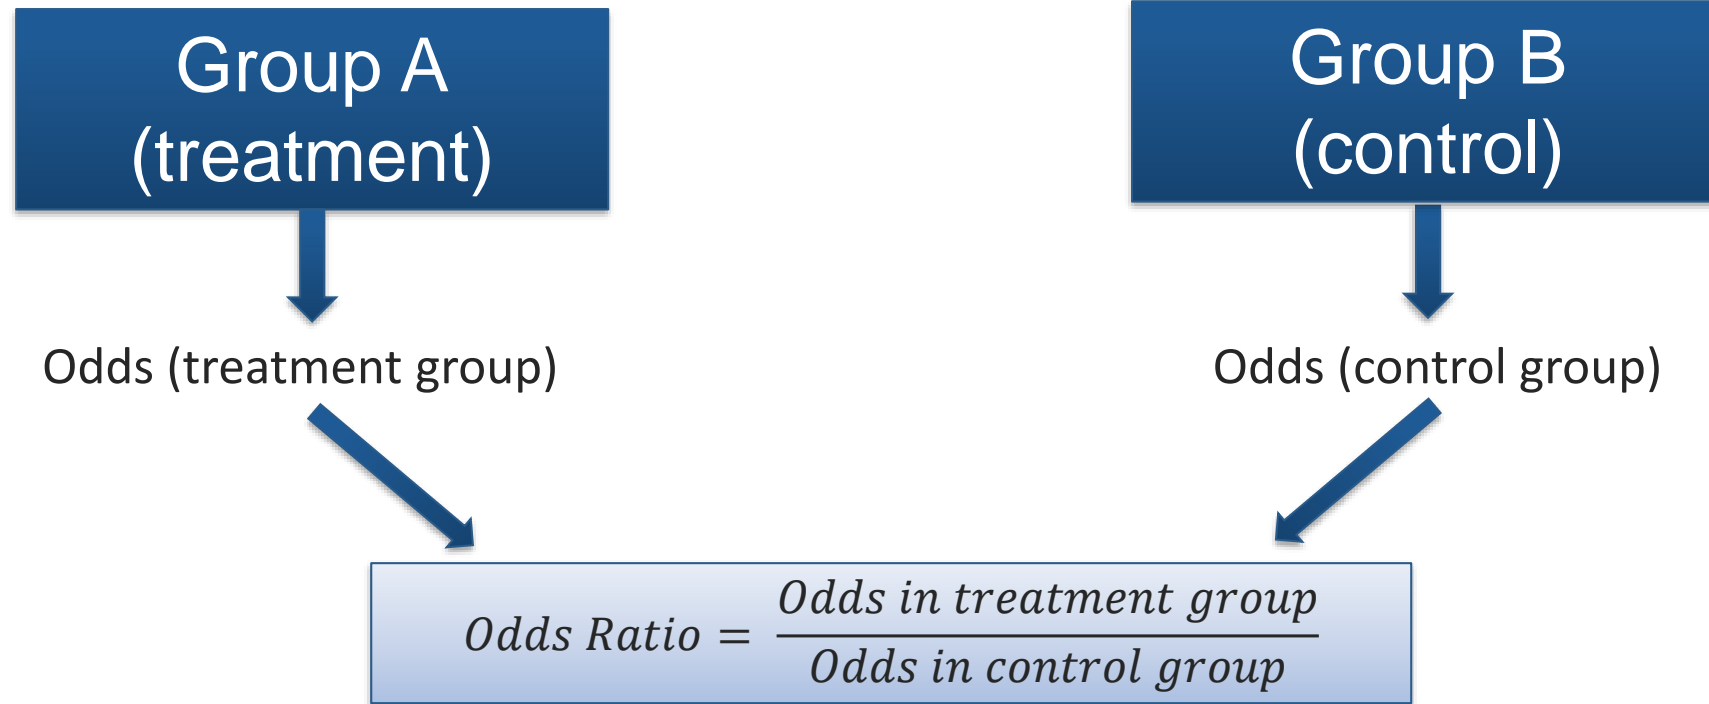 Group A
(treatment)
Group B
(control)
Odds (treatment group)
Odds (control group)
Odds Ratio = Odds in treatment group
Odds in control group